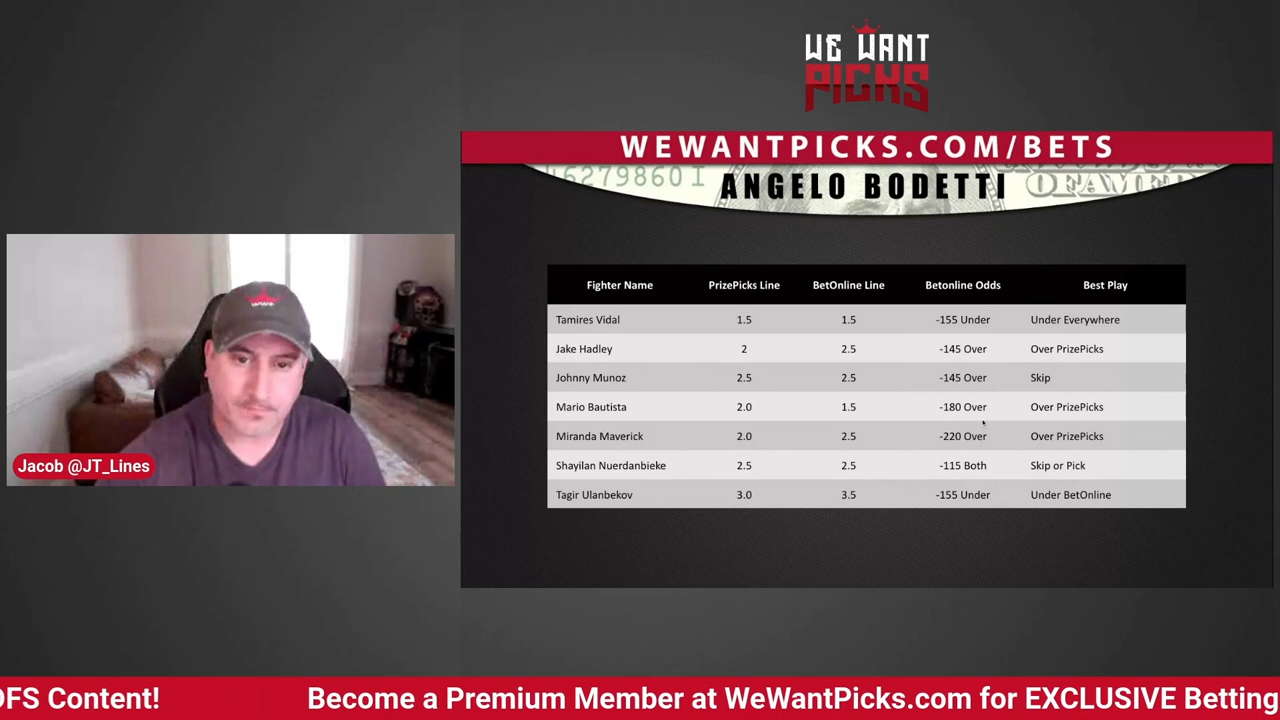 WE WANT
PICKS
WEWANTPICKS.COM/BETS
16279860 I
ANGELO BODETTI
OF AMER
Fighter Name PrizePicks Line BetOnline Line Betonline Odds Best Play
Tamires Vidal 1.5 1.5 -155 Under Under Everywhere
Jake Hadley 2 2.5 -145 Over Over PrizePicks
Johnny Munoz 2.5 2.5 -145 Over Skip
Mario Bautista 2.0 1.5 -180 Over Over PrizePicks
Miranda Maverick 2.0 2.5 -220 Over Over PrizePicks
Shayilan Nuerdanbieke 2.5 2.5 -115 Both Skip or Pick
Tagir Ulanbekov 3.0 3.5 -155 Under Under BetOnline
Jacob @JT_Lines
DFS Content! Become a Premium Member at WeWantPicks.com for EXCLUSIVE Betting